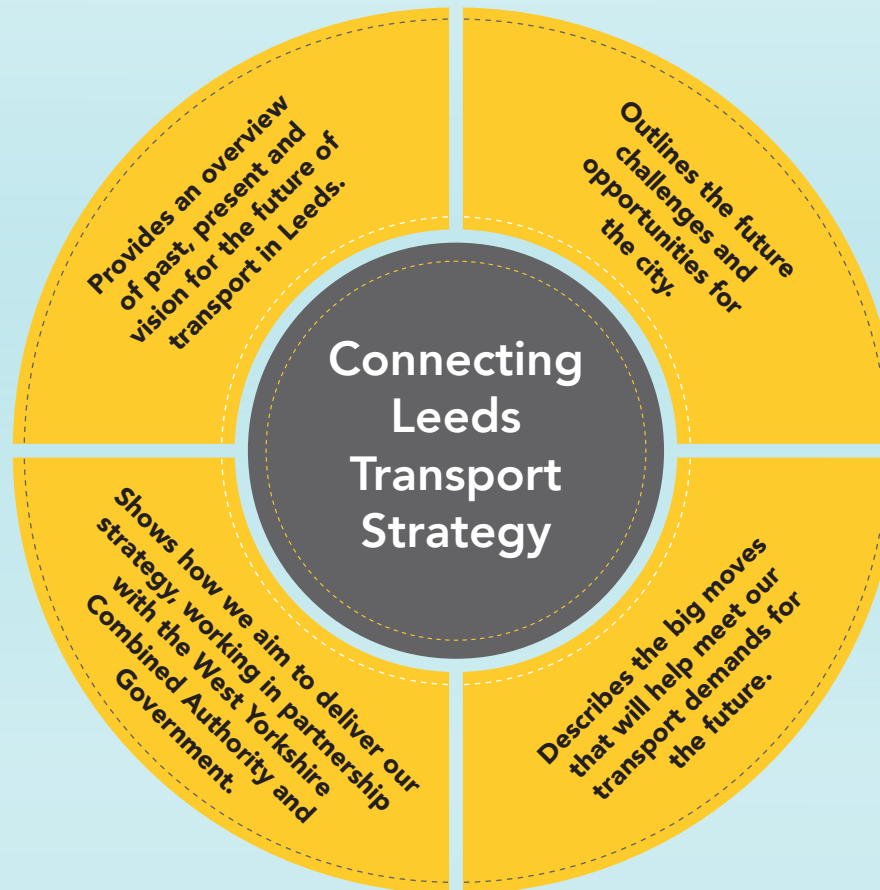 Provides an overview
of past, present and
vision for the future of
transport in Leeds.
Outlines the future
challenges and
opportunities for
the city.
Connecting
Leeds
Transport
Strategy
Shows how we aim to deliver our
strategy, working in partnership
with the West Yorkshire
Combined Authority and
Government.
Describes the big moves
that will help meet our
transport demands for
the future.